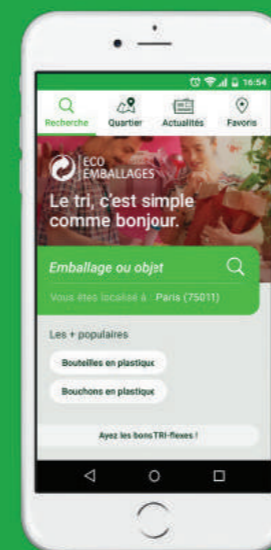 16:54
Recherche Quartier Actualités Favoris
ECO
EMBALLAGES
Le tri, c'est simple
comme bonjour.
Emballage ou objet
Vous êtes localisé à : Paris (75011)
Les + populaires
Bouteilles en plastique
Bouchons en plastique
Ayez les bons TRI-flexes !